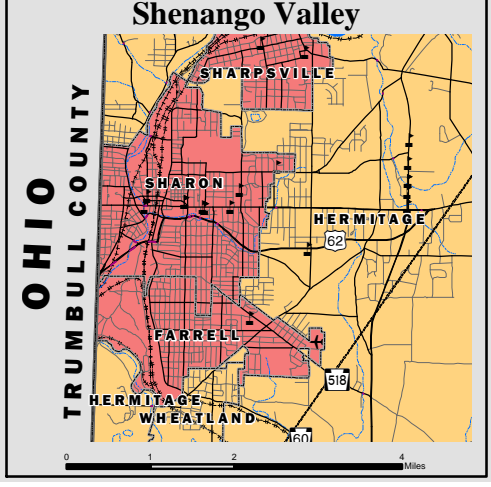 Shenango Valley
SHARPSVILLE
OHIO
TRUMBULL COUNTY
SHARON
HERMITAGE
62
FARRELL
518
HERMITAGE
WHEATLAND
60
0 1 2 4
Miles